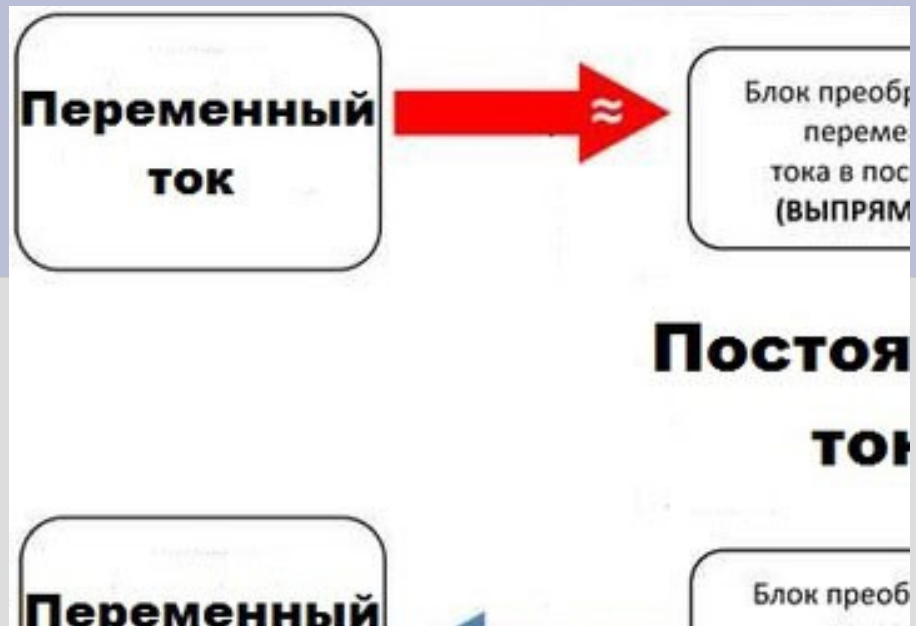 Переменный
ток
≈
Блок преобр
переме
тока в пос
(ВЫПРЯМ
Постоя
ток
Переменный
Блок преоб